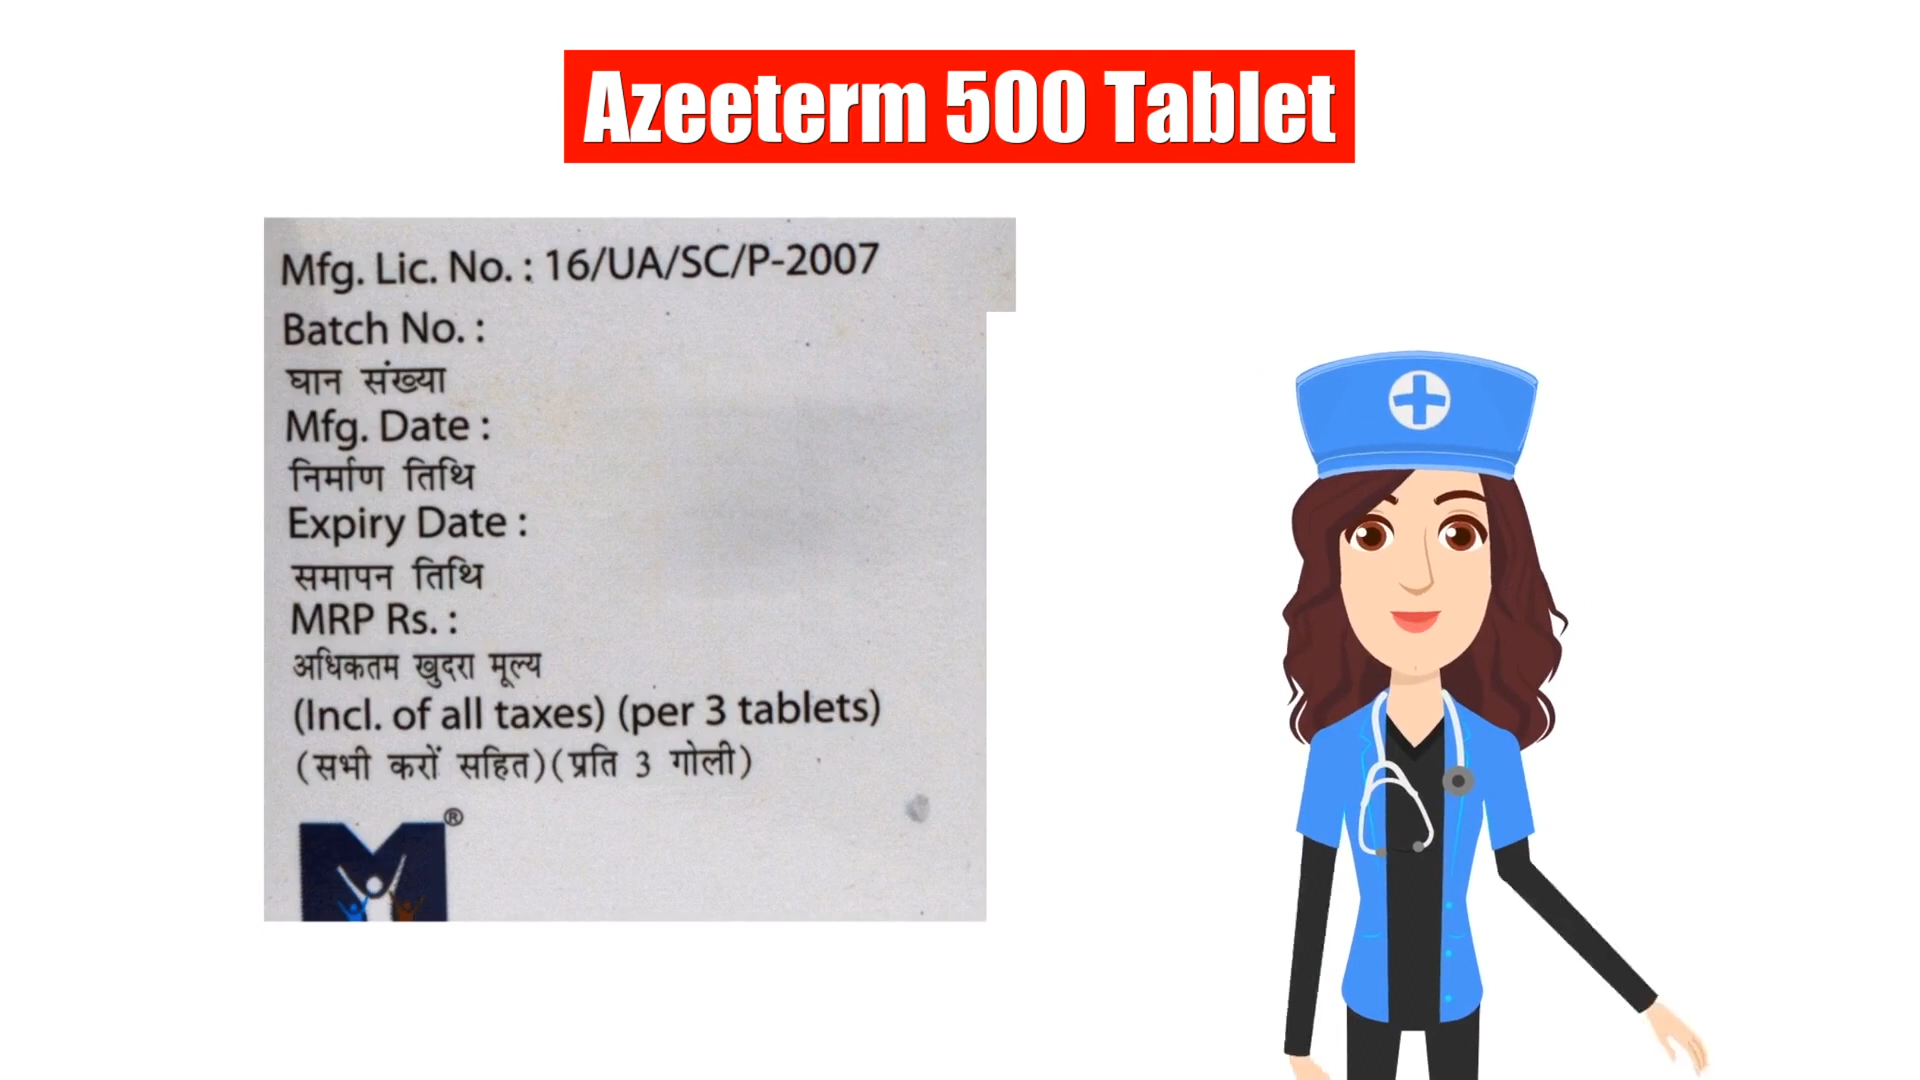 Azeeterm 500 Tablet
Mfg. Lic. No. : 16/UA/SC/P-2007
Batch No. :
घान संख्या
Mfg. Date :
निर्माण तिथि
Expiry Date :
समापन तिथि
MRP Rs. :
अधिकतम खुदरा मूल्य
(Incl. of all taxes) (per 3 tablets)
(सभी करों सहित)(प्रति 3 गोली)
®